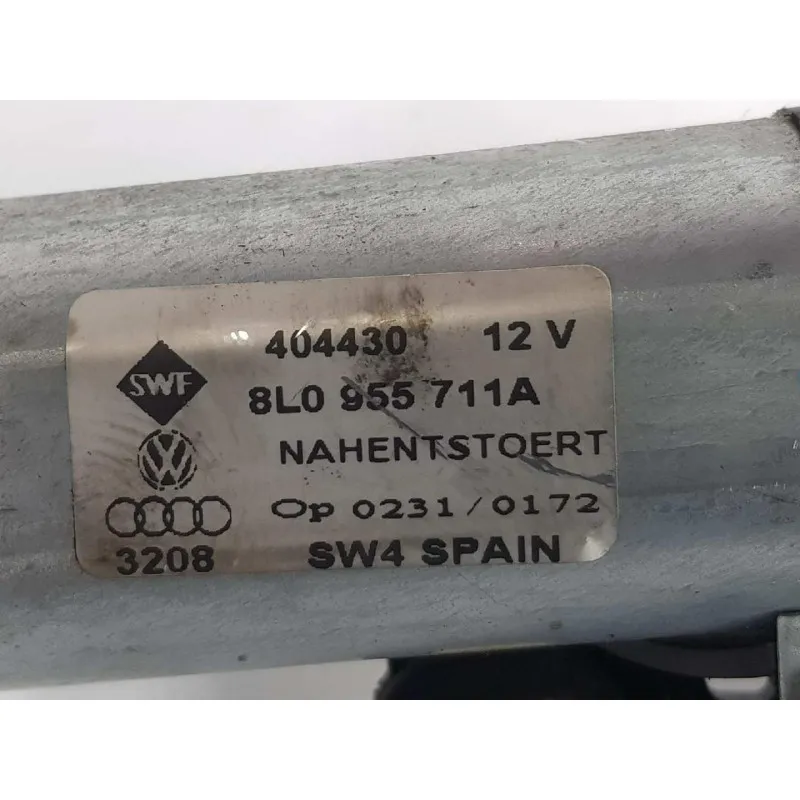 404430 12 V
SWF
8L0 955 711A
NAHENTSTOERT
Op 0231/0172
3208 SW4 SPAIN